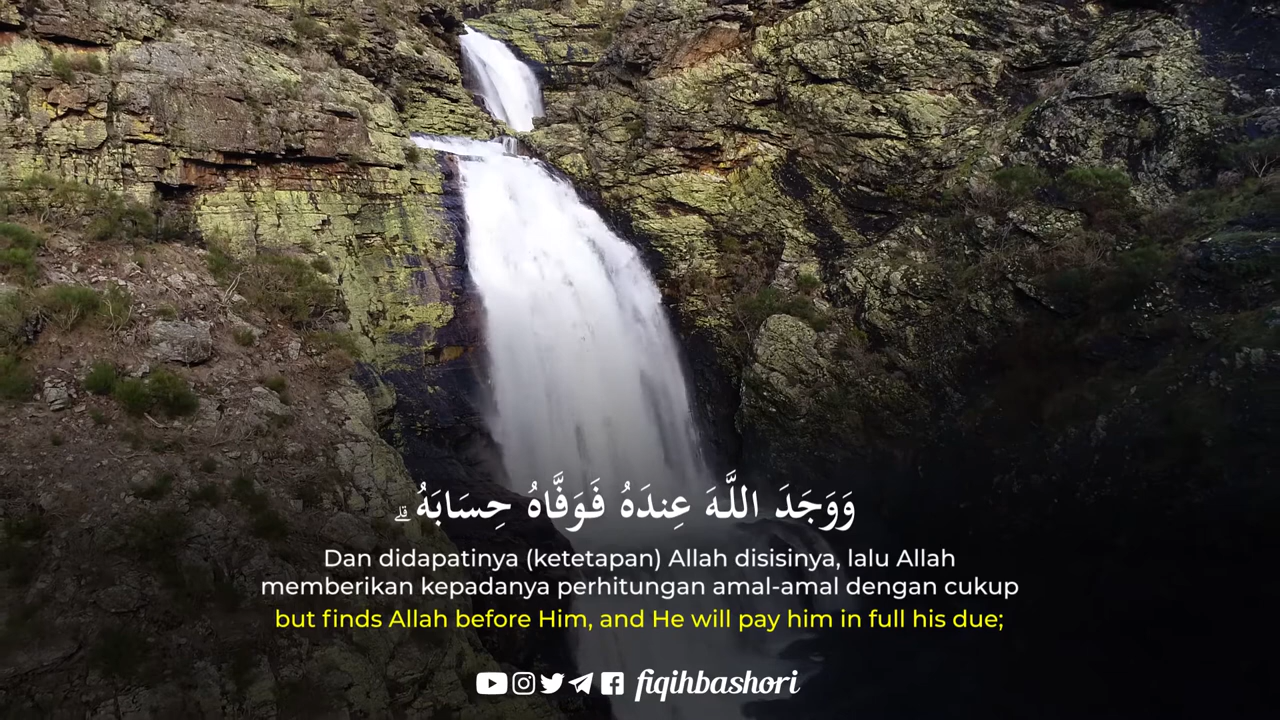 وَوَجَدَ اللَّهَ عِندَهُ فَوَفَّاهُ حِسَابَهُ ۗ
Dan didapatinya (ketetapan) Allah disisinya, lalu Allah
memberikan kepadanya perhitungan amal-amal dengan cukup
but finds Allah before Him, and He will pay him in full his due;
fiqihbashori